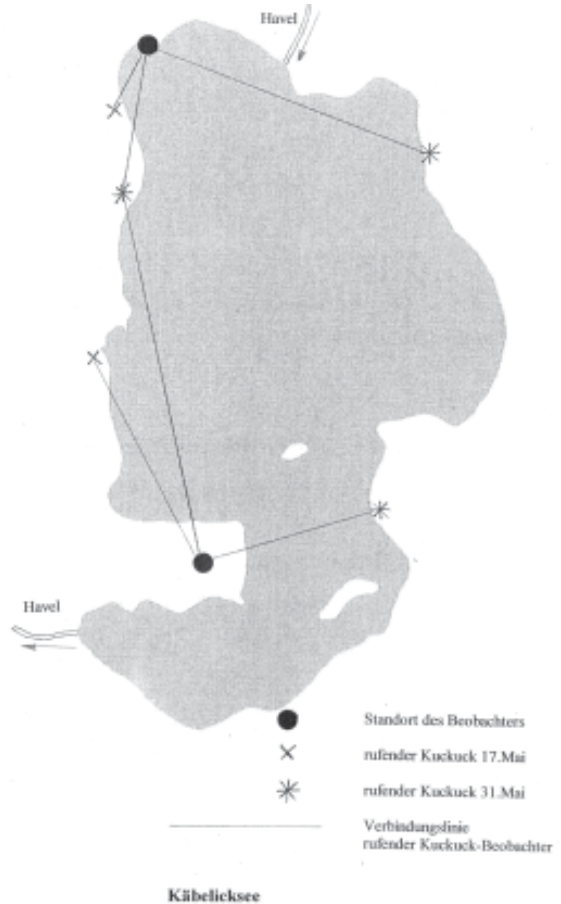 Havel
Havel
Standort des Beobachters
rufender Kuckuck 17.Mai
rufender Kuckuck 31.Mai
Verbindungslinie
rufender Kuckuck-Beobachter
Käbelicksee